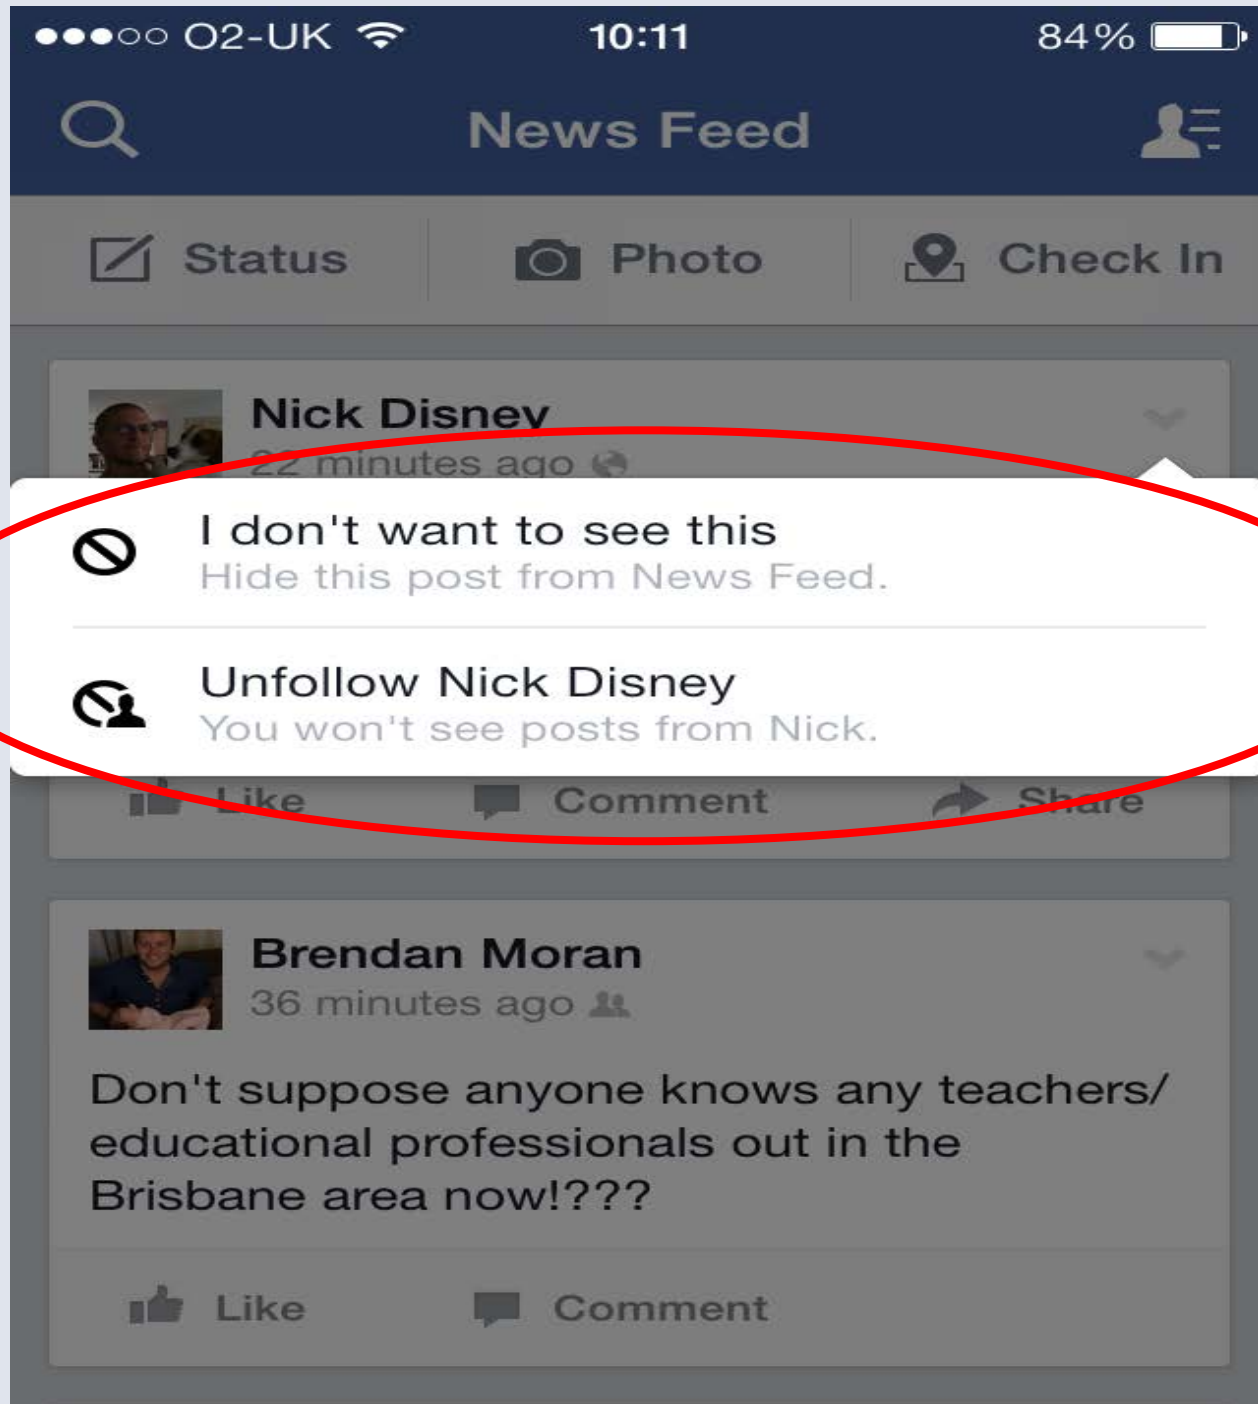 O2-UK 10:11 84%
News Feed
Status Photo Check In
Nick Disney
22 minutes ago
I don't want to see this
Hide this post from News Feed.
Unfollow Nick Disney
You won't see posts from Nick.
Like Comment Share
Brendan Moran
36 minutes ago
Don't suppose anyone knows any teachers/
educational professionals out in the
Brisbane area now!???
Like Comment